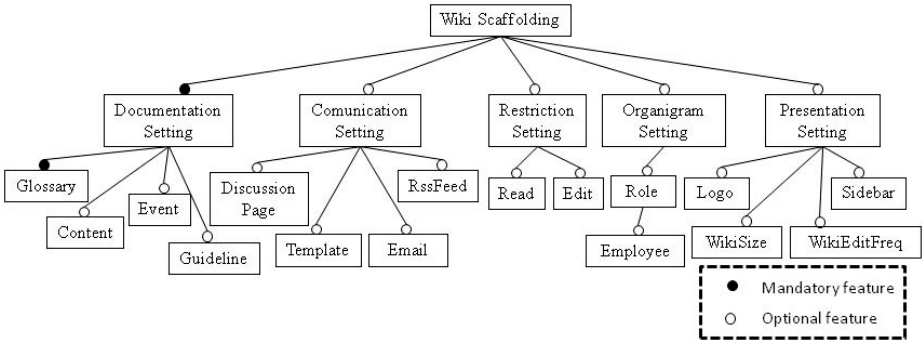 Wiki Scaffolding
Documentation
Setting
Comunication
Setting
Restriction
Setting
Organigram
Setting
Presentation
Setting
Glossary
Content
Event
Guideline
Discussion
Page
Template
Email
RssFeed
Read
Edit
Role
Employee
Logo
WikiSize
WikiEditFreq
Sidebar
Mandatory feature
Optional feature